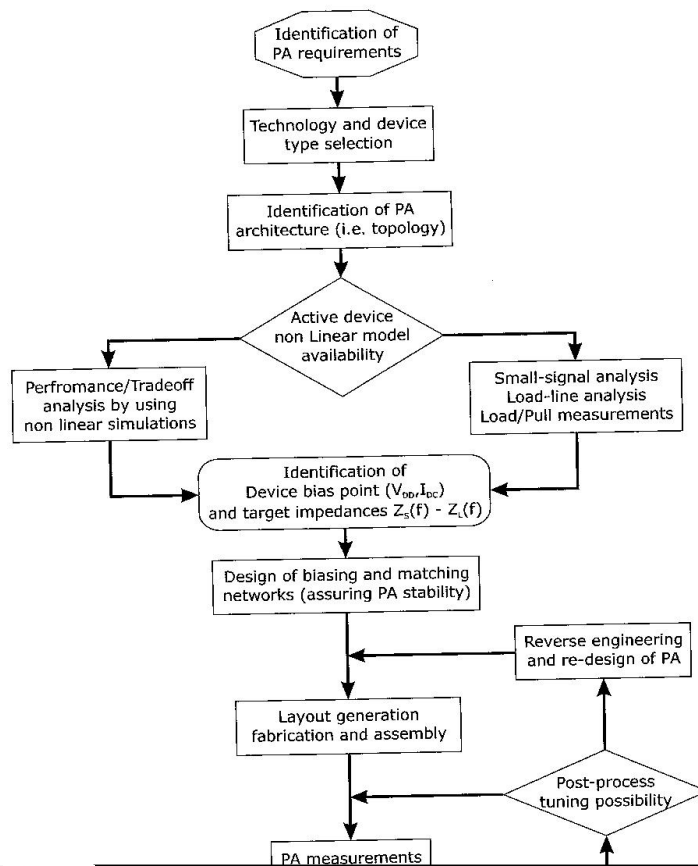 Identification of
PA requirements
Technology and device
type selection
Identification of PA
architecture (i.e. topology)
Active device
non Linear model
availability
Perfromance/Tradeoff
analysis by using
non linear simulations
Small-signal analysis
Load-line analysis
Load/Pull measurements
Identification of
Device bias point (V_DD,I_DC)
and target impedances Z_S(f) - Z_L(f)
Design of biasing and matching
networks (assuring PA stability)
Reverse engineering
and re-design of PA
Layout generation
fabrication and assembly
Post-process
tuning possibility
PA measurements